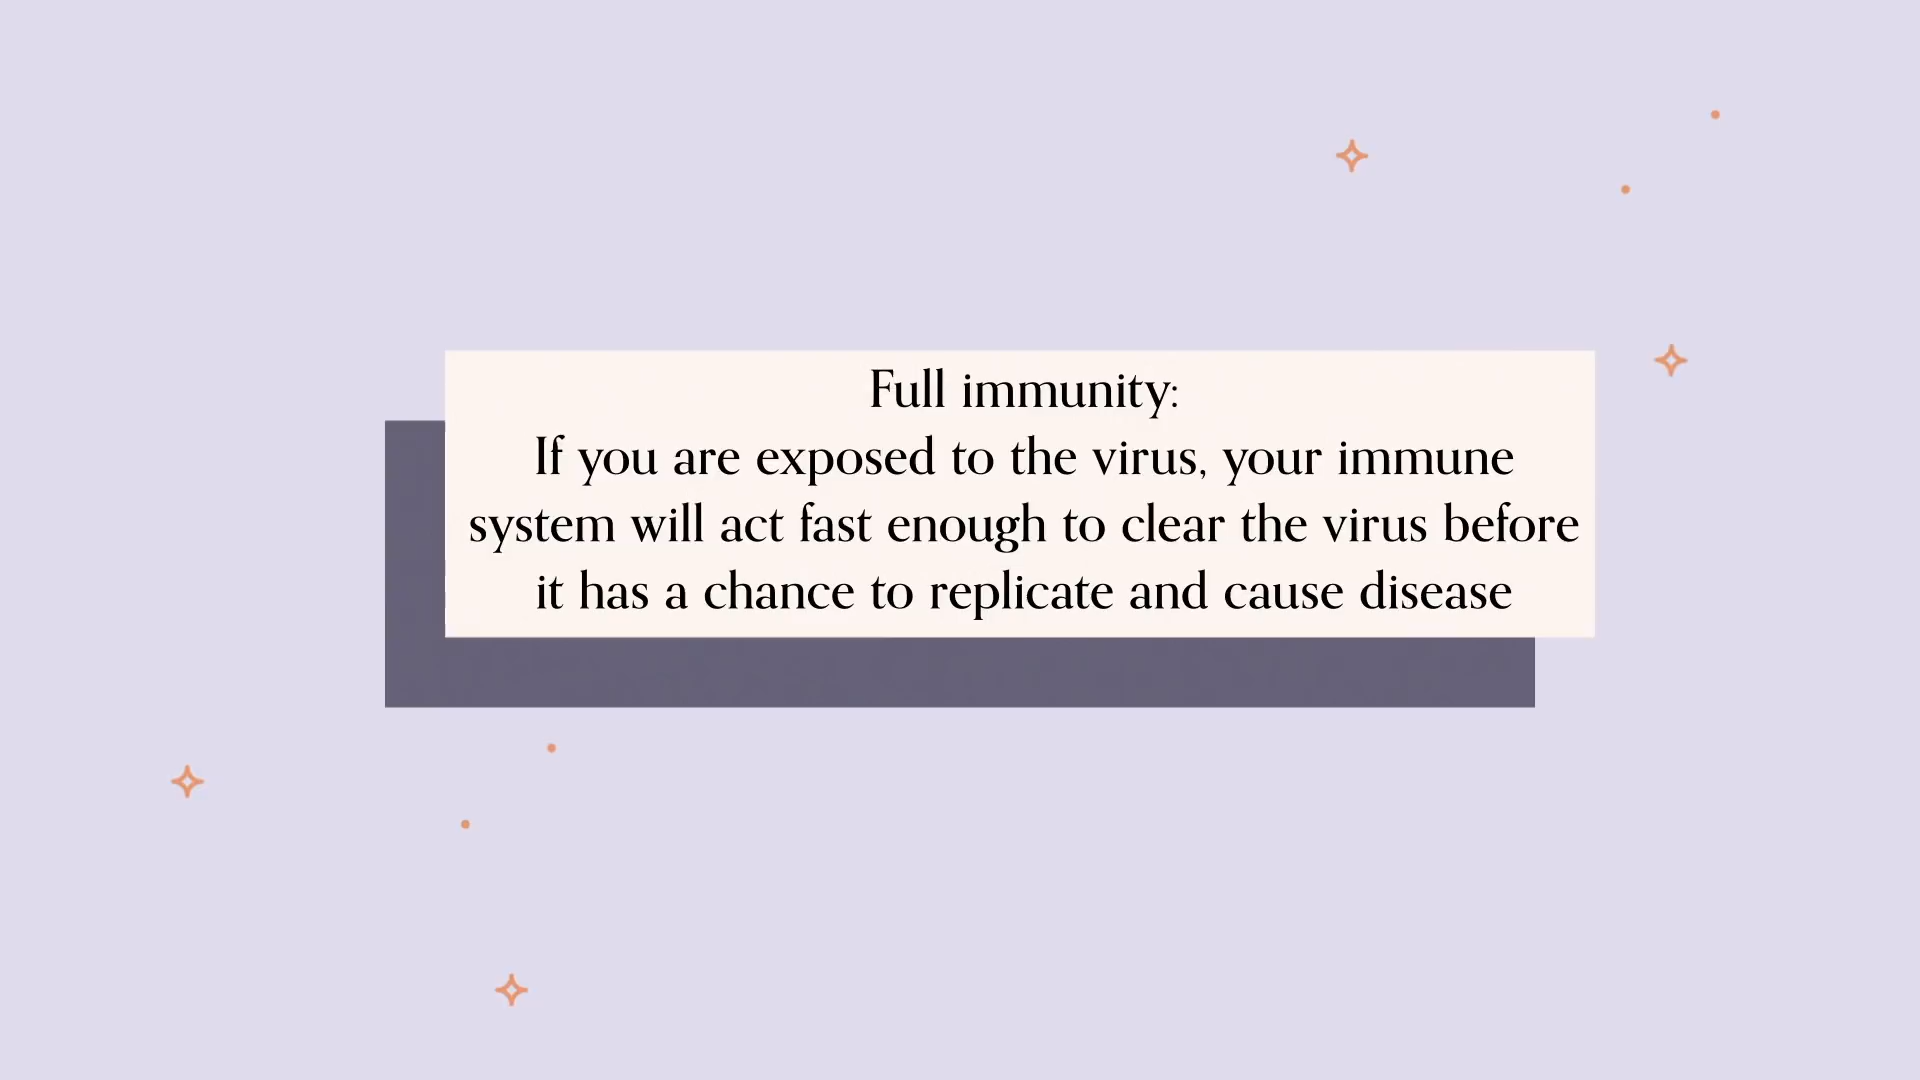 Full immunity:
If you are exposed to the virus, your immune
system will act fast enough to clear the virus before
it has a chance to replicate and cause disease